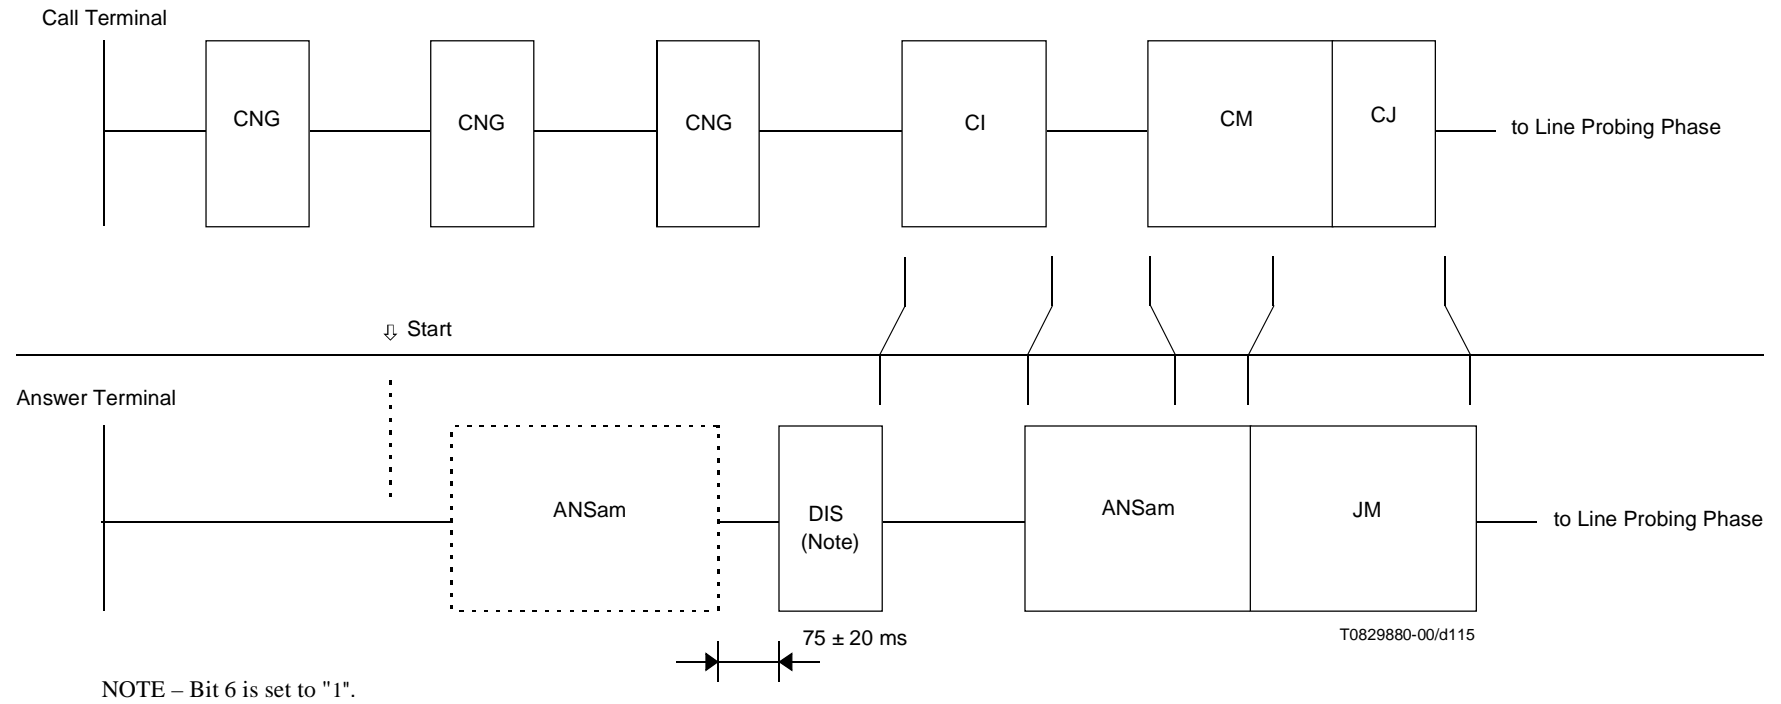 Call Terminal
CNG
CNG
CNG
CI
CM
CJ
to Line Probing Phase
⇩ Start
Answer Terminal
ANSam
DIS
(Note)
ANSam
JM
to Line Probing Phase
75 ± 20 ms
T0829880-00/d115
NOTE – Bit 6 is set to "1".